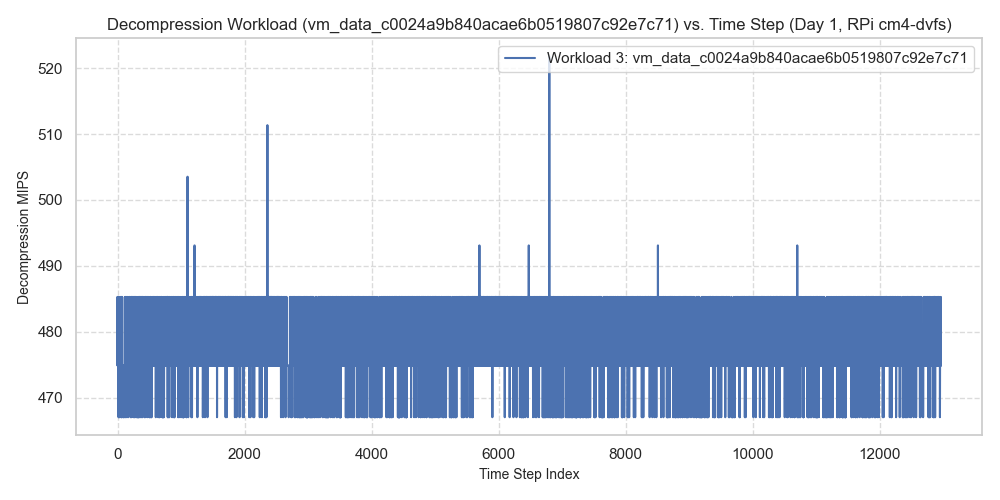 Decompression Workload (vm_data_c0024a9b840acae6b0519807c92e7c71) vs. Time Step (Day 1, RPi cm4-dvfs)
Workload 3: vm_data_c0024a9b840acae6b0519807c92e7c71
Decompression MIPS
520
510
500
490
480
470
0 2000 4000 6000 8000 10000 12000
Time Step Index